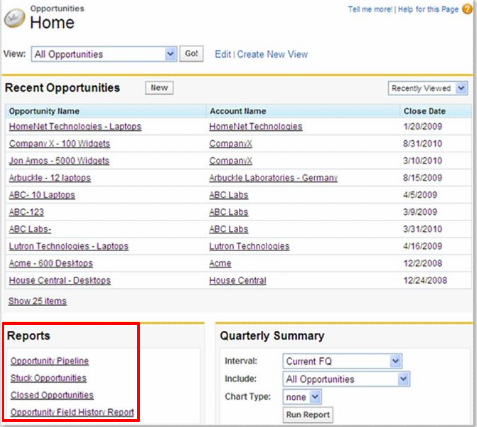 Opportunities
Home
Tell me more! | Help for this Page ?
View: All Opportunities Go! Edit | Create New View
Recent Opportunities New Recently Viewed
Opportunity Name Account Name Close Date
HomeNet Technologies - Laptops HomeNet Technologies 1/20/2009
CompanyX - 100 Widgets CompanyX 8/31/2010
Jon Amos - 5000 Widgets CompanyX 3/10/2010
Arbuckle - 12 laptops Arbuckle Laboratories - Germany 8/15/2009
ABC- 10 Laptops ABC Labs 4/5/2009
ABC-123 ABC Labs 3/9/2009
ABC Labs- ABC Labs 3/31/2010
Lutron Technologies - Laptops Lutron Technologies 4/16/2009
Acme - 600 Desktops Acme 12/2/2008
House Central - Desktops House Central 12/24/2008
Show 25 items
Reports
Opportunity Pipeline
Stuck Opportunities
Closed Opportunities
Opportunity Field History Report
Quarterly Summary
Interval: Current FQ
Include: All Opportunities
Chart Type: none
Run Report